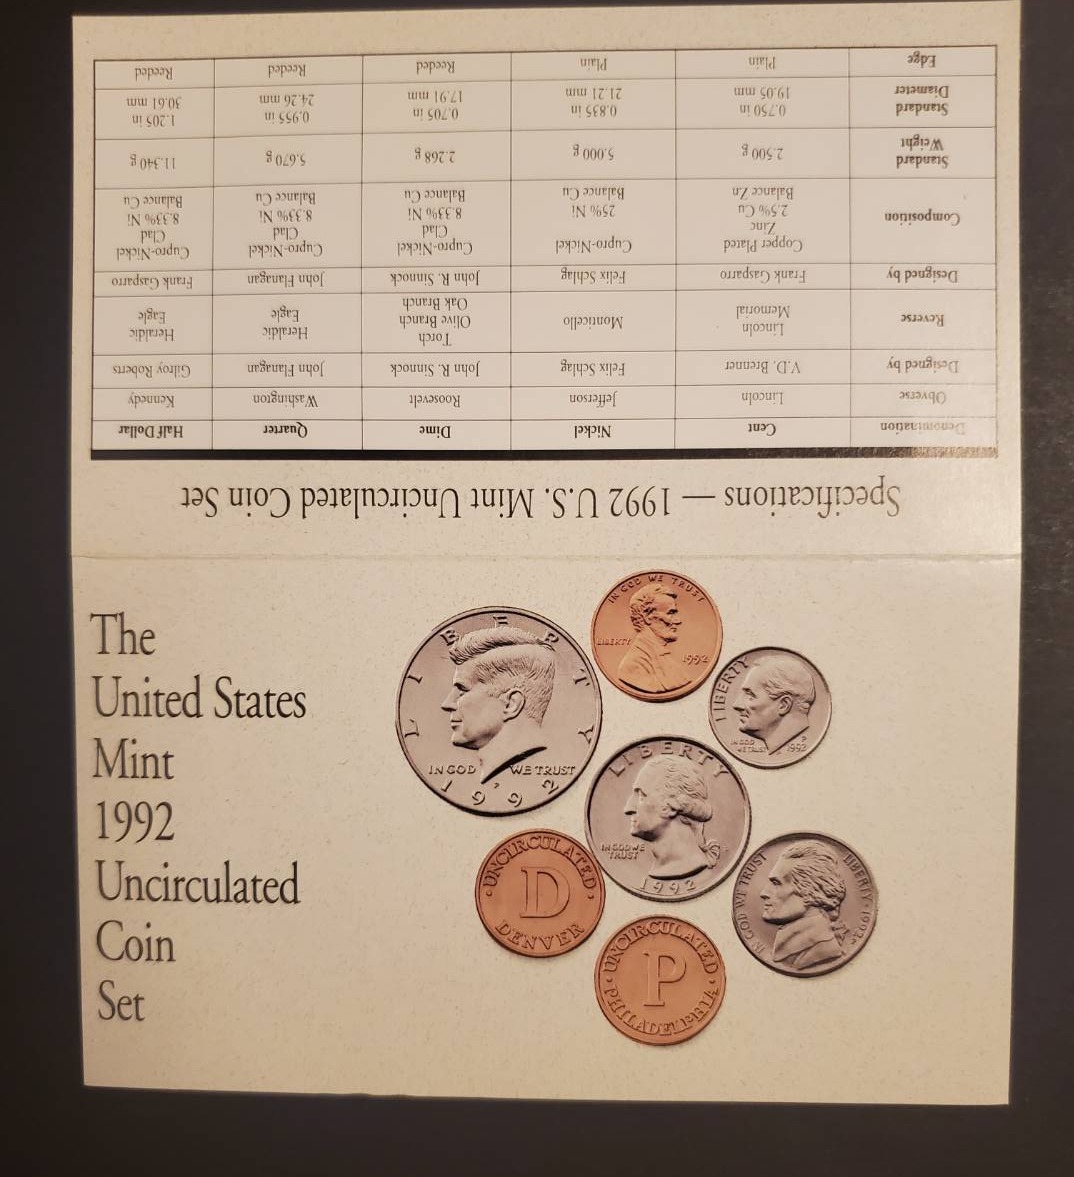 Specifications — 1992 U.S. Mint Uncirculated Coin Set
Denomination Cent Nickel Dime Quarter Half Dollar
Obverse Lincoln Jefferson Roosevelt Washington Kennedy
Designed by V.D. Brenner Felix Schlag John R. Sinnock John Flanagan Gilroy Roberts
Reverse Lincoln Memorial Monticello Torch Olive Branch Oak Branch Heraldic Eagle Heraldic Eagle
Designed by Frank Gasparro Felix Schlag John R. Sinnock John Flanagan Frank Gasparro
Composition Copper Plated Zinc 2.5% Cu Balance Zn Cupro-Nickel 25% Ni Balance Cu Cupro-Nickel Clad 8.33% Ni Balance Cu Cupro-Nickel Clad 8.33% Ni Balance Cu Cupro-Nickel Clad 8.33% Ni Balance Cu
Standard Weight 2.500 g 5.000 g 2.268 g 5.670 g 11.340 g
Standard Diameter 0.750 in 19.05 mm 0.835 in 21.21 mm 0.705 in 17.91 mm 0.955 in 24.26 mm 1.205 in 30.61 mm
Edge Plain Plain Reeded Reeded Reeded
The
United States
Mint
1992
Uncirculated
Coin
Set
LIBERTY
IN GOD WE TRUST
1992
IN GOD WE TRUST
LIBERTY
1992
LIBERTY
IN GOD
WE TRUST
P
1992
LIBERTY
IN GOD WE
TRUST
1992
UNCIRCULATED
D
DENVER
UNCIRCULATED
P
PHILADELPHIA
IN GOD WE TRUST
LIBERTY · 1992